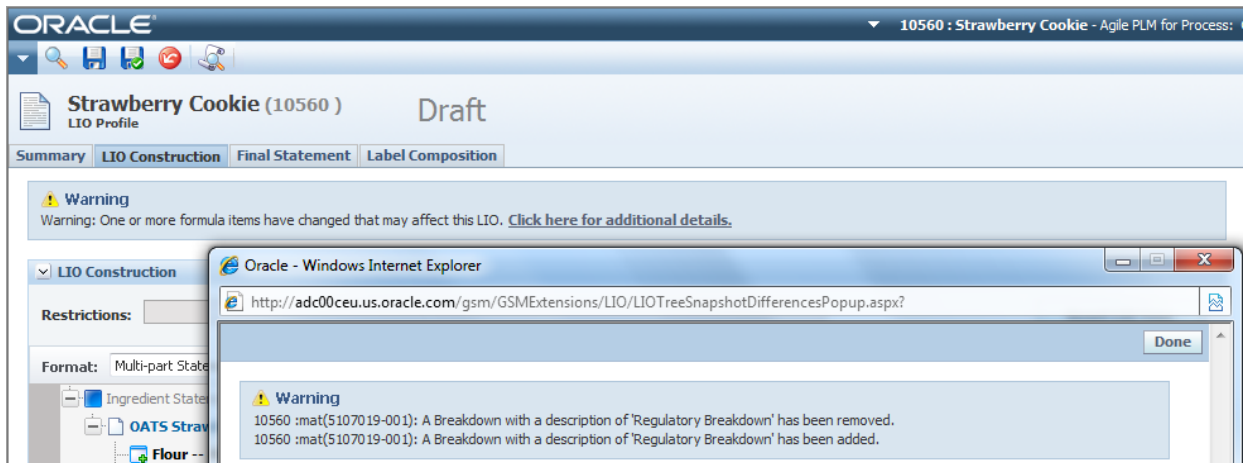 ORACLE
10560 : Strawberry Cookie - Agile PLM for Process:
Strawberry Cookie (10560 )
LIO Profile
Draft
Summary LIO Construction Final Statement Label Composition
Warning
Warning: One or more formula items have changed that may affect this LIO. Click here for additional details.
LIO Construction
Restrictions:
Format: Multi-part State
Ingredient State
OATS Straw
Flour --
Oracle - Windows Internet Explorer
http://adc00ceu.us.oracle.com/gsm/GSMExtensions/LIO/LIOTreeSnapshotDifferencesPopup.aspx?
Done
Warning
10560 :mat(5107019-001): A Breakdown with a description of 'Regulatory Breakdown' has been removed.
10560 :mat(5107019-001): A Breakdown with a description of 'Regulatory Breakdown' has been added.